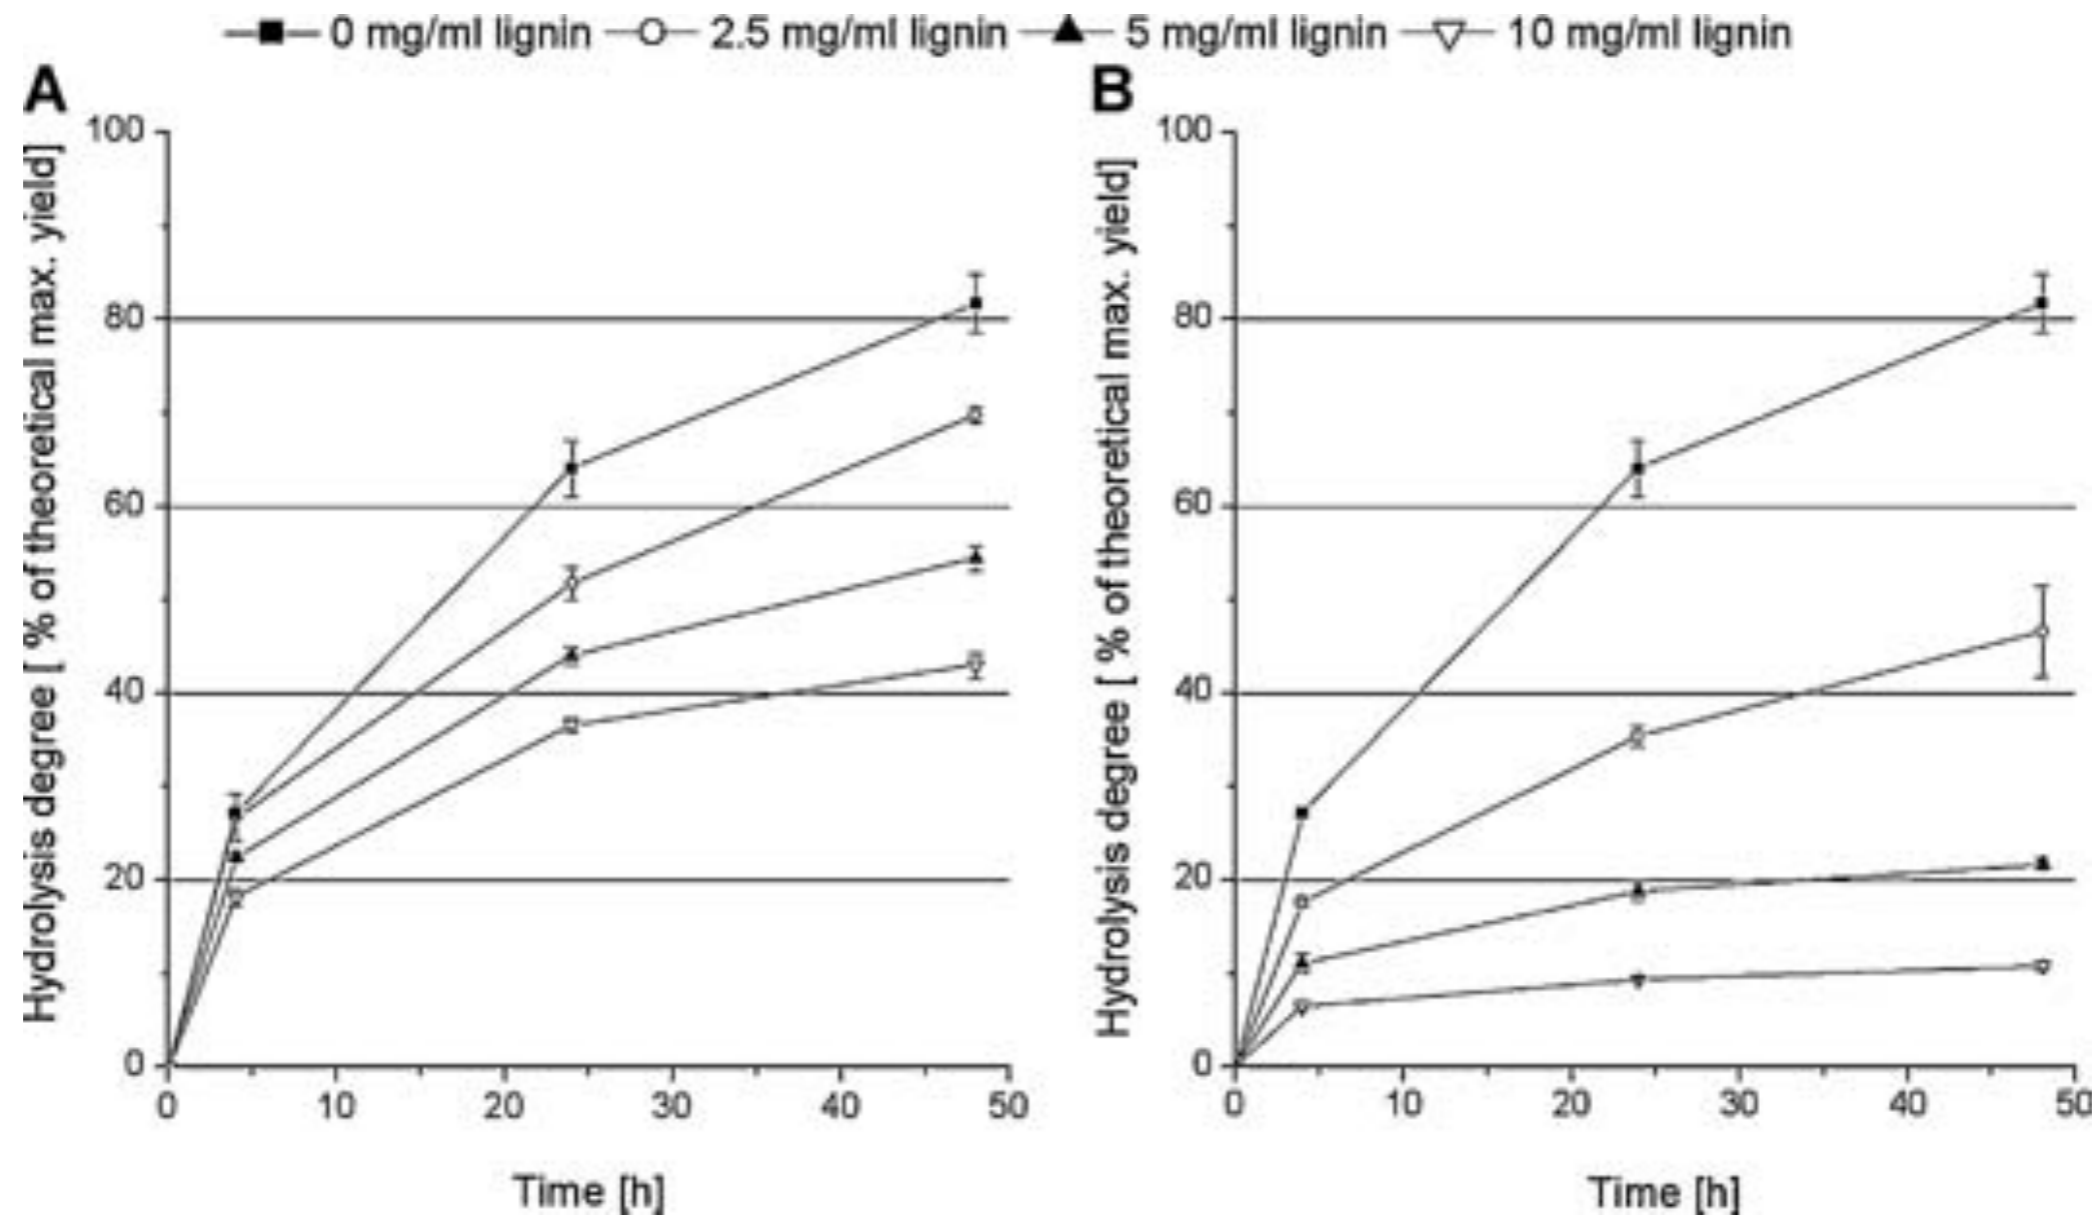 0 mg/ml lignin 2.5 mg/ml lignin 5 mg/ml lignin 10 mg/ml lignin
A
Hydrolysis degree [ % of theoretical max. yield]
100
80
60
40
20
0
0 10 20 30 40 50
Time [h]
B
Hydrolysis degree [ % of theoretical max. yield]
100
80
60
40
20
0
0 10 20 30 40 50
Time [h]